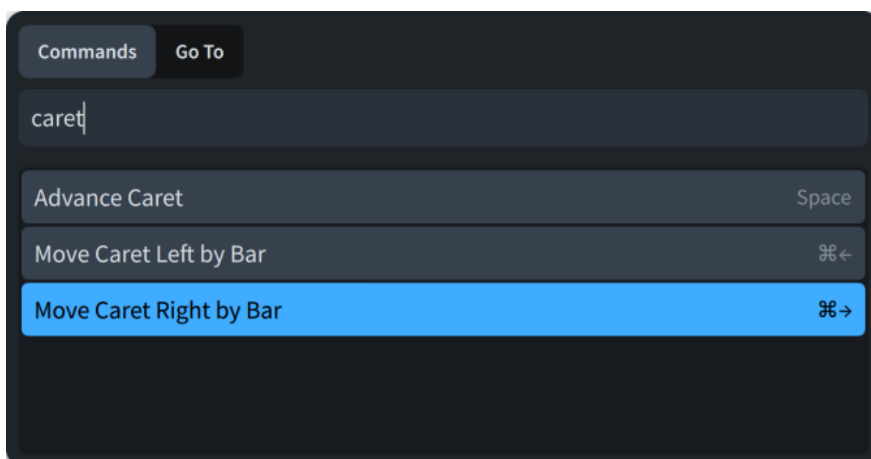 Commands Go To
caret
Advance Caret Space
Move Caret Left by Bar ⌘←
Move Caret Right by Bar ⌘→